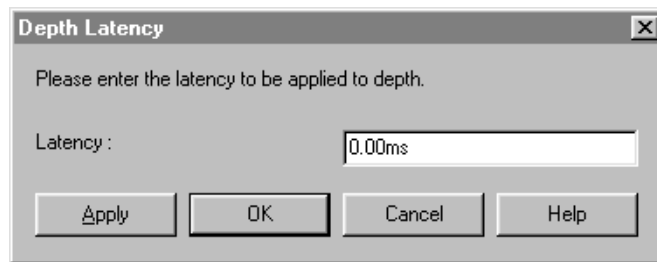 Depth Latency
Please enter the latency to be applied to depth.
Latency : 0.00ms
Apply OK Cancel Help